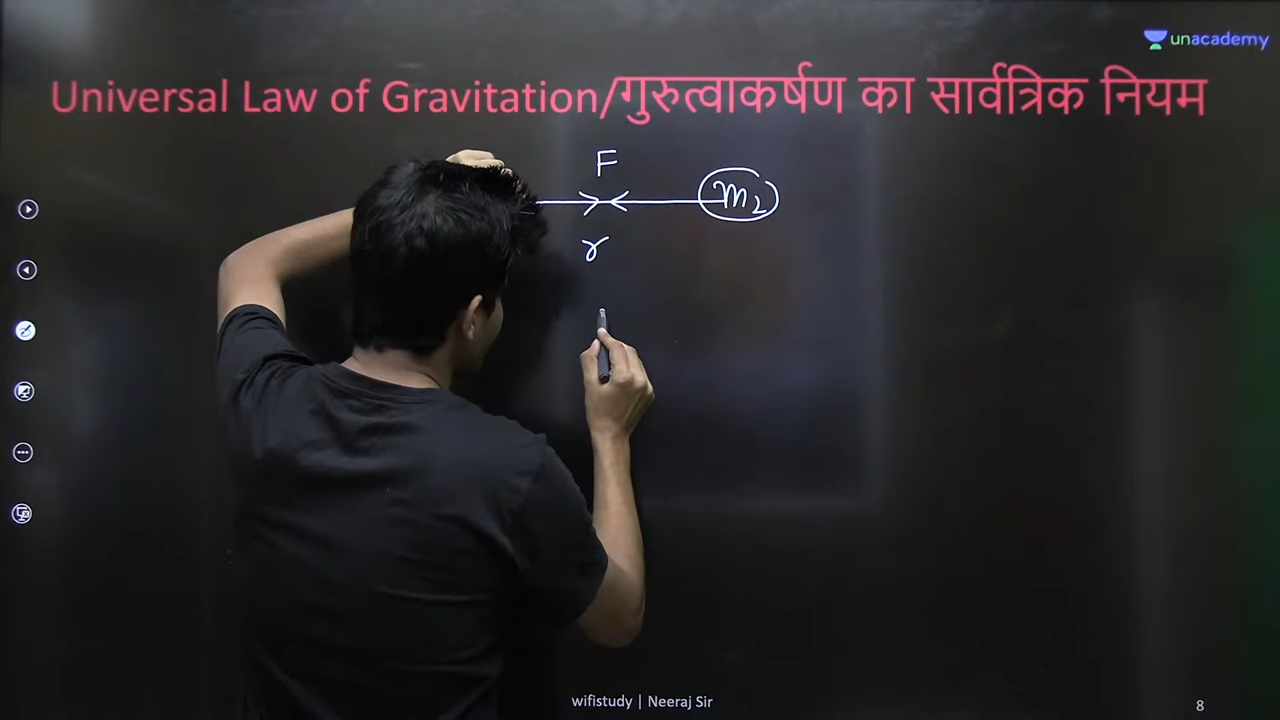 unacademy
Universal Law of Gravitation/गुरुत्वाकर्षण का सार्वत्रिक नियम
F
m₂
r
wifistudy | Neeraj Sir
8